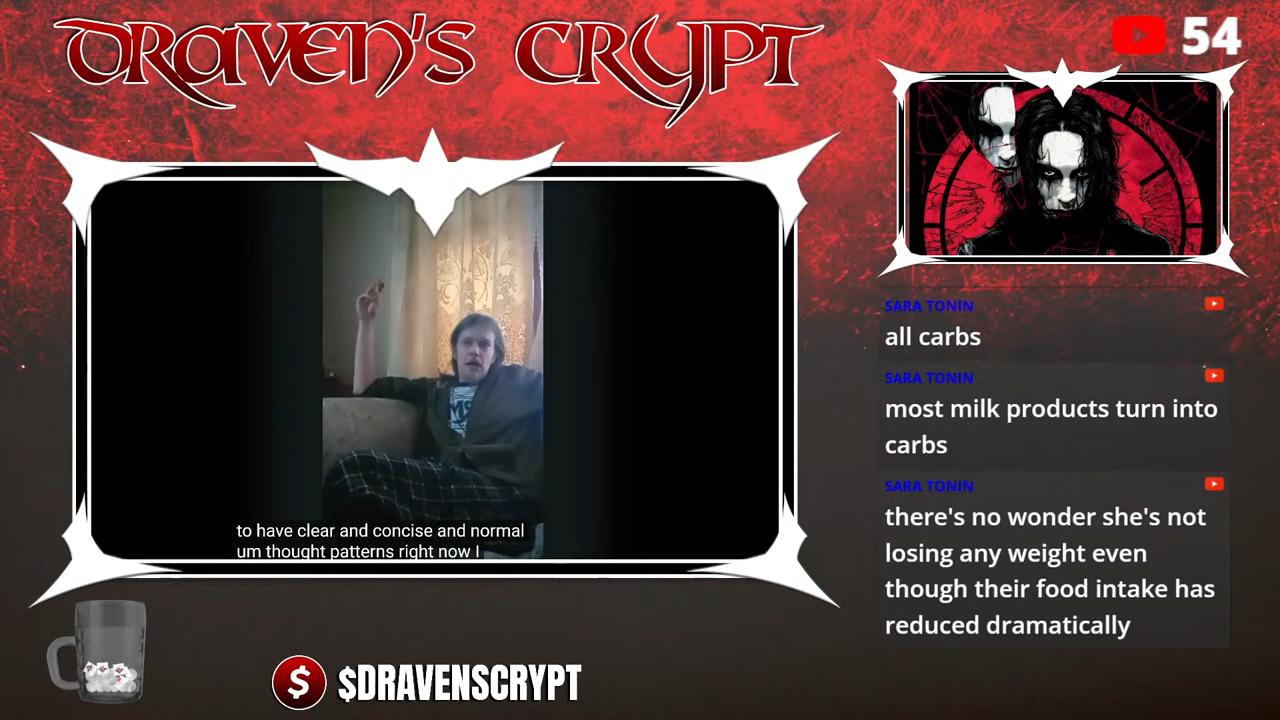 DRAVEN'S CRYPT
54
SARA TONIN
all carbs
SARA TONIN
most milk products turn into
carbs
SARA TONIN
there's no wonder she's not
losing any weight even
though their food intake has
reduced dramatically
to have clear and concise and normal
um thought patterns right now I
$
$DRAVENSCRYPT